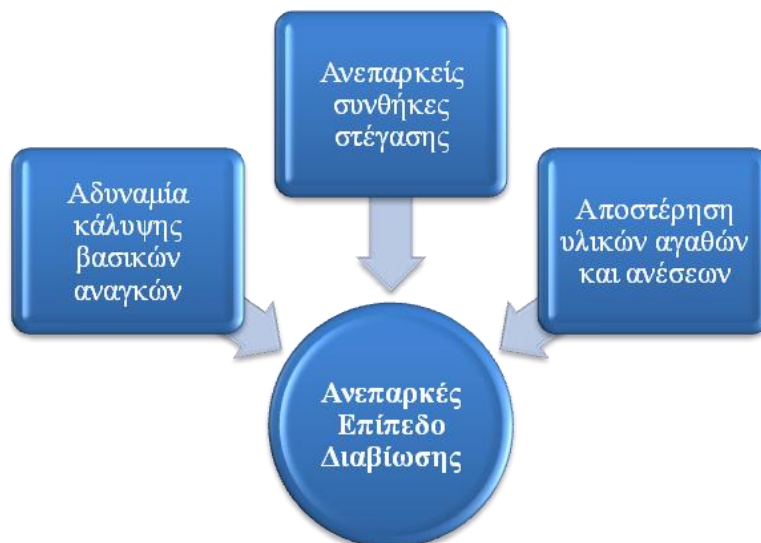 Ανεπαρκείς
συνθήκες
στέγασης
Αδυναμία
κάλυψης
βασικών
αναγκών
Αποστέρηση
υλικών αγαθών
και ανέσεων
Ανεπαρκές
Επίπεδο
Διαβίωσης